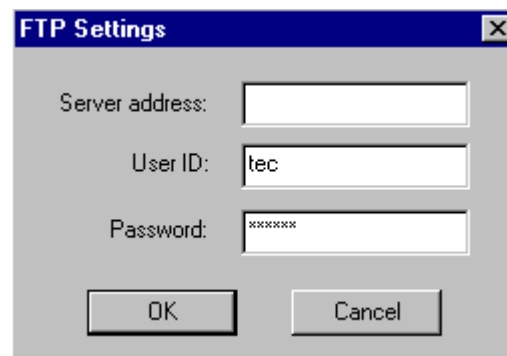 FTP Settings
Server address:
User ID: tec
Password: ******
OK Cancel